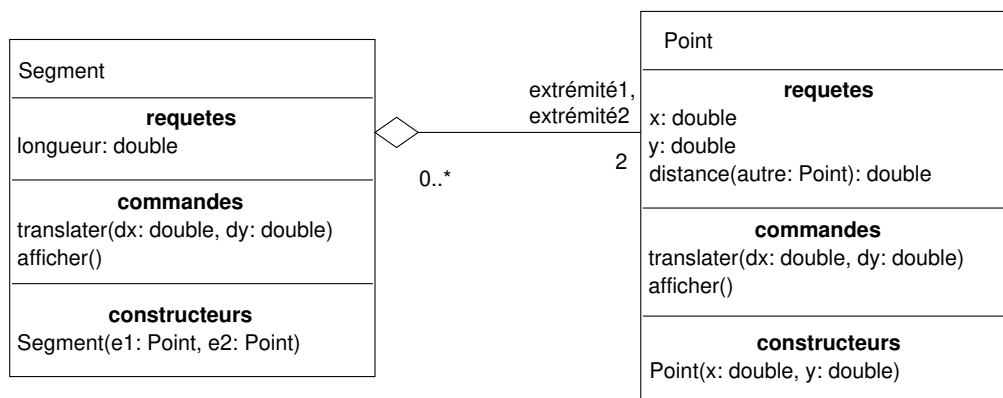 Segment
requetes
longueur: double
commandes
translater(dx: double, dy: double)
afficher()
constructeurs
Segment(e1: Point, e2: Point)
extrémité1,
extrémité2
0..*
2
Point
requetes
x: double
y: double
distance(autre: Point): double
commandes
translater(dx: double, dy: double)
afficher()
constructeurs
Point(x: double, y: double)